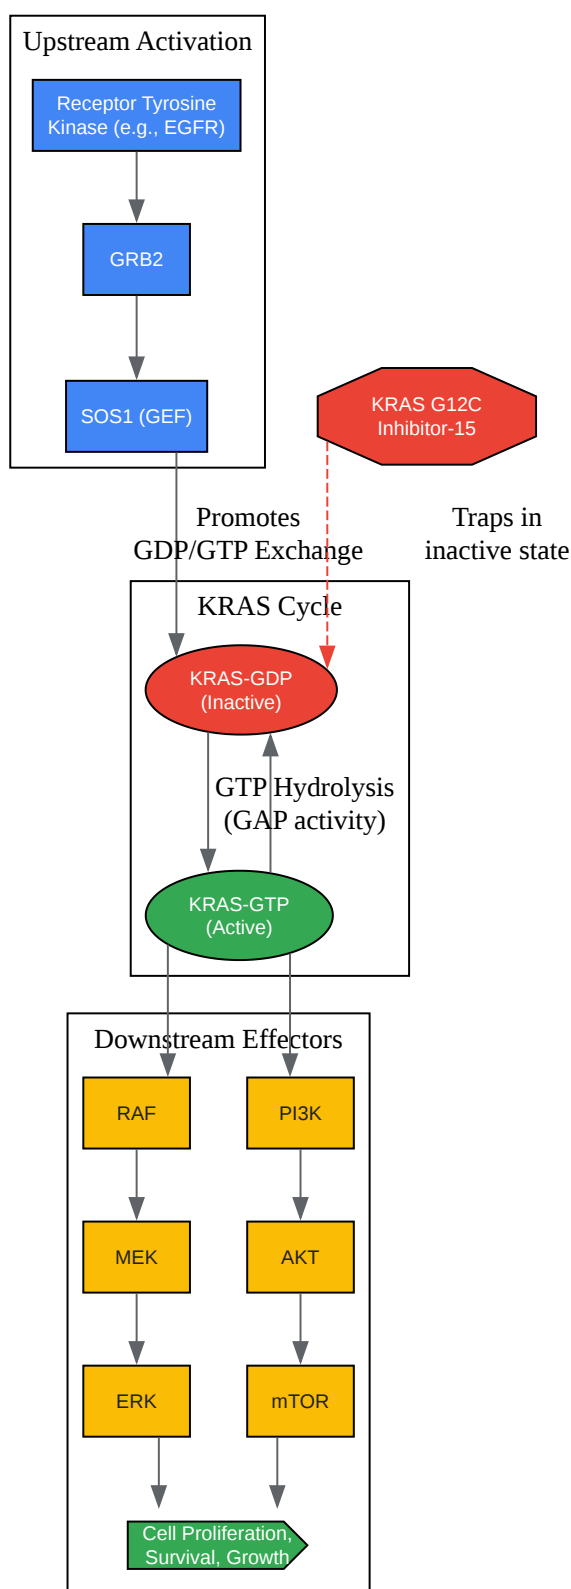 Upstream Activation
Receptor Tyrosine
Kinase (e.g., EGFR)
GRB2
SOS1 (GEF)
KRAS G12C
Inhibitor-15
Promotes
GDP/GTP Exchange
Traps in
inactive state
KRAS Cycle
KRAS-GDP
(Inactive)
GTP Hydrolysis
(GAP activity)
KRAS-GTP
(Active)
Downstream Effectors
RAF
PI3K
MEK
AKT
ERK
mTOR
Cell Proliferation,
Survival, Growth